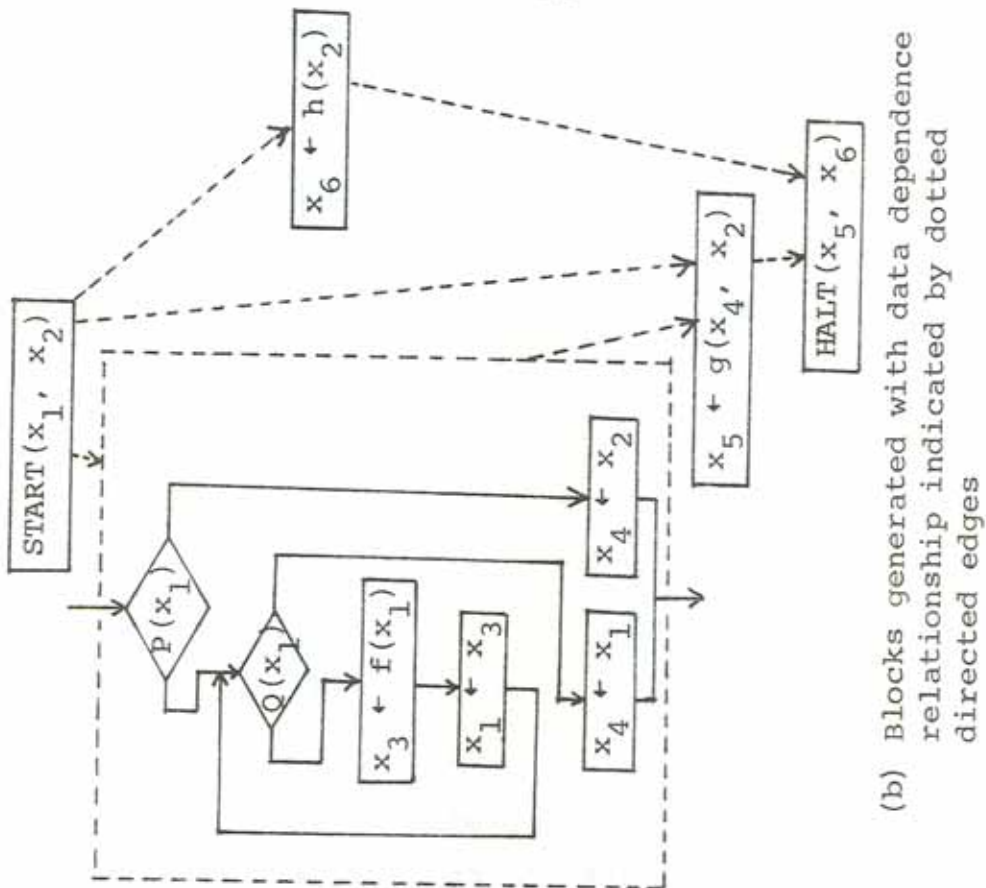 START(x₁, x₂)
P(x₁)
Q(x₁)
x₃ ← f(x₁)
x₁ ← x₃
x₄ ← x₁
x₄ ← x₂
x₆ ← h(x₂)
x₅ ← g(x₄, x₂)
HALT(x₅, x₆)
(b) Blocks generated with data dependence
relationship indicated by dotted
directed edges